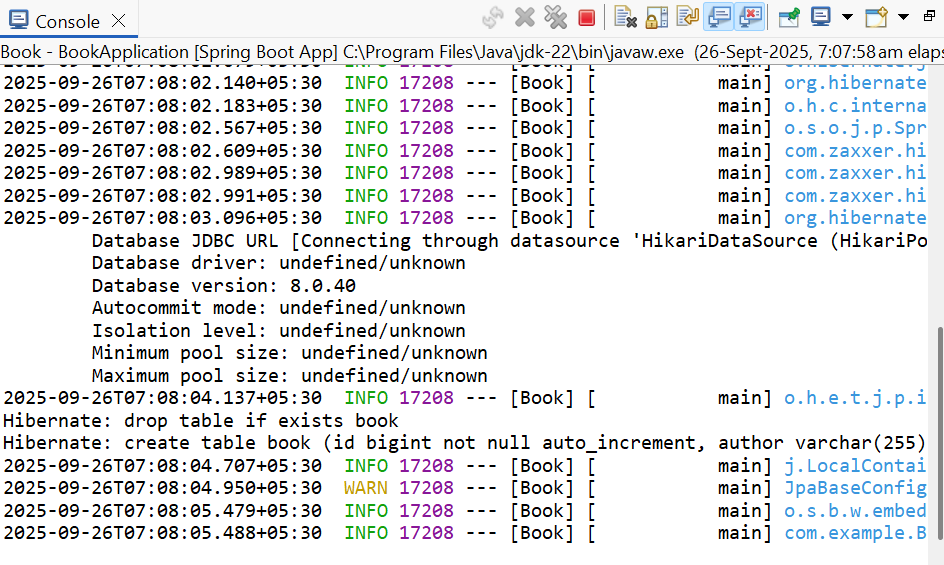 Console
Book - BookApplication [Spring Boot App] C:\Program Files\Java\jdk-22\bin\javaw.exe (26-Sept-2025, 7:07:58 am elaps
2025-09-26T07:08:02.140+05:30  INFO 17208 --- [Book] [           main] org.hibernate
2025-09-26T07:08:02.183+05:30  INFO 17208 --- [Book] [           main] o.h.c.interna
2025-09-26T07:08:02.567+05:30  INFO 17208 --- [Book] [           main] o.s.o.j.p.Spr
2025-09-26T07:08:02.609+05:30  INFO 17208 --- [Book] [           main] com.zaxxer.hi
2025-09-26T07:08:02.989+05:30  INFO 17208 --- [Book] [           main] com.zaxxer.hi
2025-09-26T07:08:02.991+05:30  INFO 17208 --- [Book] [           main] com.zaxxer.hi
2025-09-26T07:08:03.096+05:30  INFO 17208 --- [Book] [           main] org.hibernate
Database JDBC URL [Connecting through datasource 'HikariDataSource (HikariPo
Database driver: undefined/unknown
Database version: 8.0.40
Autocommit mode: undefined/unknown
Isolation level: undefined/unknown
Minimum pool size: undefined/unknown
Maximum pool size: undefined/unknown
2025-09-26T07:08:04.137+05:30  INFO 17208 --- [Book] [           main] o.h.e.t.j.p.i
Hibernate: drop table if exists book
Hibernate: create table book (id bigint not null auto_increment, author varchar(255)
2025-09-26T07:08:04.707+05:30  INFO 17208 --- [Book] [           main] j.LocalContai
2025-09-26T07:08:04.950+05:30  WARN 17208 --- [Book] [           main] JpaBaseConfig
2025-09-26T07:08:05.479+05:30  INFO 17208 --- [Book] [           main] o.s.b.w.embed
2025-09-26T07:08:05.488+05:30  INFO 17208 --- [Book] [           main] com.example.B